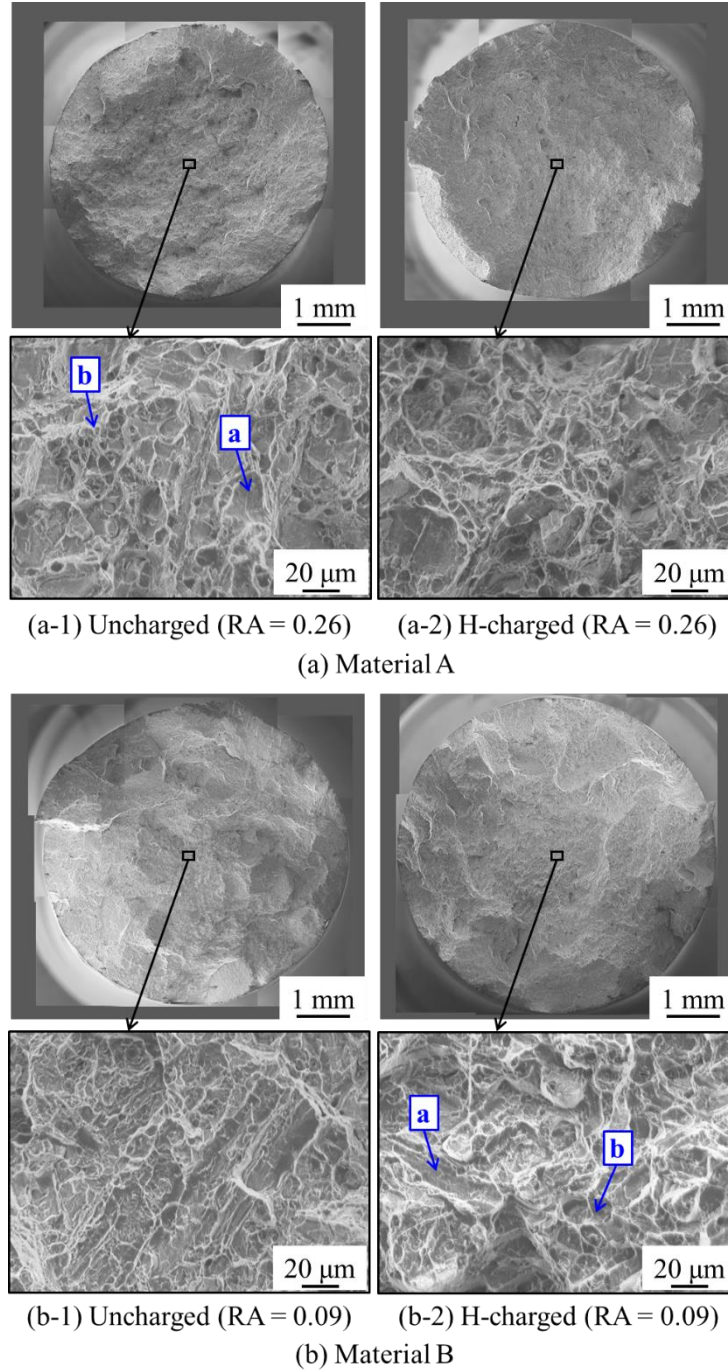 1 mm 1 mm
b
a
20 μm 20 μm
(a-1) Uncharged (RA = 0.26) (a-2) H-charged (RA = 0.26)
(a) Material A
1 mm 1 mm
a
b
20 μm 20 μm
(b-1) Uncharged (RA = 0.09) (b-2) H-charged (RA = 0.09)
(b) Material B